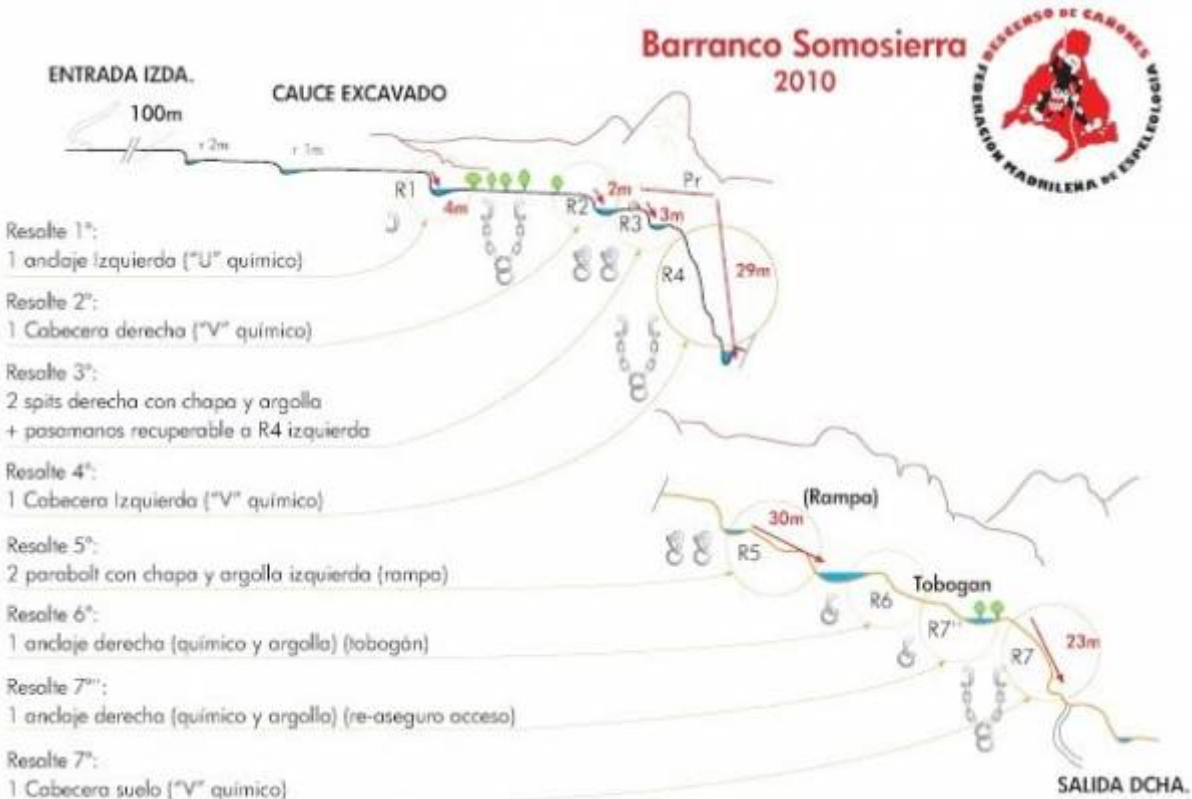 Barranco Somosierra
2010
DESCENSO DE CAÑONES
FEDERACION MADRILEÑA DE ESPELEOLOGIA
ENTRADA IZDA.
100m
CAUCE EXCAVADO
r 2m
r 1m
R1
4m
R2
2m
R3
3m
Pr
R4
29m
Resalte 1º:
1 anclaje Izquierda ("U" químico)
Resalte 2º:
1 Cabecera derecha ("V" químico)
Resalte 3º:
2 spits derecha con chapa y argolla
+ pasamanos recuperable a R4 izquierda
Resalte 4º:
1 Cabecera Izquierda ("V" químico)
Resalte 5º:
2 parabolt con chapa y argolla izquierda (rampa)
Resalte 6º:
1 anclaje derecha (químico y argolla) (tobogán)
Resalte 7º':
1 anclaje derecha (químico y argolla) (re-aseguro acceso)
Resalte 7º:
1 Cabecera suelo ("V" químico)
(Rampa)
30m
R5
R6
Tobogan
R7''
R7
23m
SALIDA DCHA.